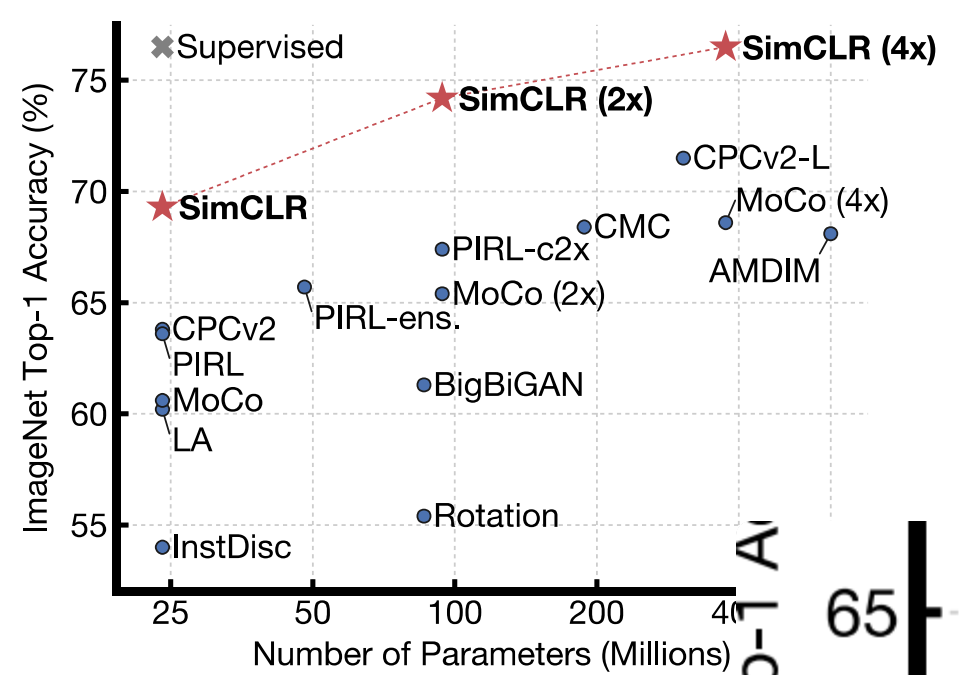 Supervised
SimCLR (4x)
75
SimCLR (2x)
CPCv2-L
70
SimCLR
MoCo (4x)
CMC
PIRL-c2x
AMDIM
65
MoCo (2x)
PIRL-ens.
CPCv2
PIRL
BigBiGAN
MoCo
60
LA
Rotation
55
InstDisc
ImageNet Top-1 Accuracy (%)
25 50 100 200
Number of Parameters (Millions)
65